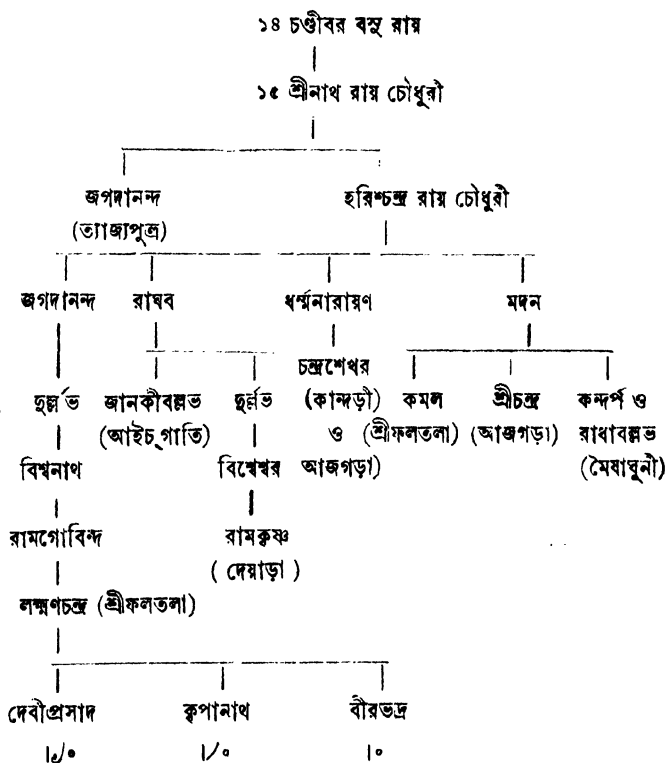 ১৪ চণ্ডীবর বসু রায়
১৫ শ্রীনাথ রায় চৌধুরী
জগদানন্দ হরিশ্চন্দ্র রায় চৌধুরী
(ত্যাজ্যপুত্র)
জগদানন্দ রাঘব ধর্ম্মনারায়ণ মদন
চন্দ্রশেখর
দুর্ল্লভ জানকীবল্লভ দুর্ল্লভ (কান্দড়ী) কমল শ্রীচন্দ্র কন্দর্প ও
(আইচ্‌গাতি) ও (শ্রীফলতলা) (আজগড়া) রাধাবল্লভ
বিশ্বনাথ বিশ্বেশ্বর আজগড়া) (মৈষাঘুনী)
রামগোবিন্দ রামকৃষ্ণ
( দেয়াড়া )
লক্ষ্মণচন্দ্র (শ্রীফলতলা)
দেবীপ্রসাদ কৃপানাথ বীরভদ্র
।৶৹ ।৵৹ ।৹